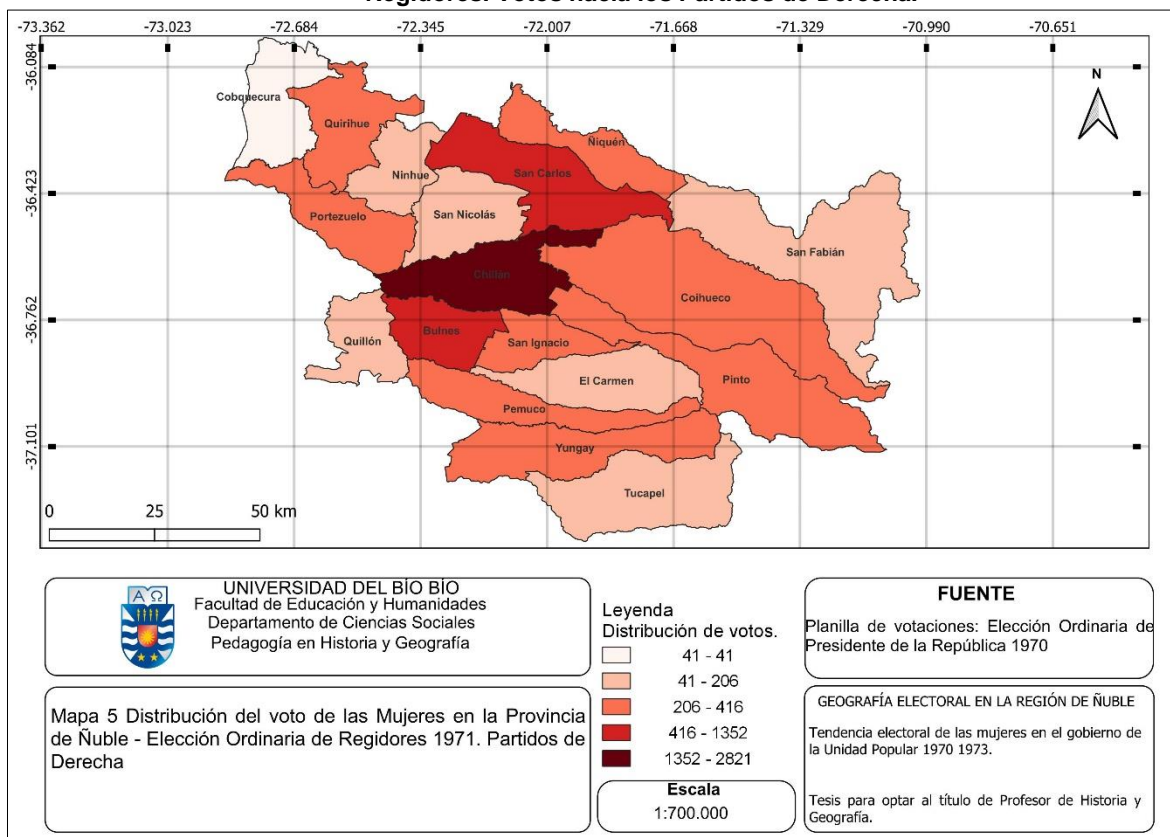 Regidores. Votos hacia los Partidos de Derecha.
-73.362 -73.023 -72.684 -72.345 -72.007 -71.668 -71.329 -70.990 -70.651
-36.084
-36.423
-36.762
-37.101
N
Cobquecura
Quirihue
Ñiquén
Ninhue
San Carlos
Portezuelo
San Nicolás
San Fabián
Chillán
Coihueco
Quillón
Bulnes
San Ignacio
El Carmen
Pinto
Pemuco
Yungay
Tucapel
0 25 50 km
UNIVERSIDAD DEL BÍO BÍO
Facultad de Educación y Humanidades
Departamento de Ciencias Sociales
Pedagogía en Historia y Geografía
Mapa 5 Distribución del voto de las Mujeres en la Provincia
de Ñuble - Elección Ordinaria de Regidores 1971. Partidos de
Derecha
Leyenda
Distribución de votos.
41 - 41
41 - 206
206 - 416
416 - 1352
1352 - 2821
Escala
1:700.000
FUENTE
Planilla de votaciones: Elección Ordinaria de
Presidente de la República 1970
GEOGRAFÍA ELECTORAL EN LA REGIÓN DE ÑUBLE
Tendencia electoral de las mujeres en el gobierno de
la Unidad Popular 1970 1973.
Tesis para optar al título de Profesor de Historia y
Geografía.